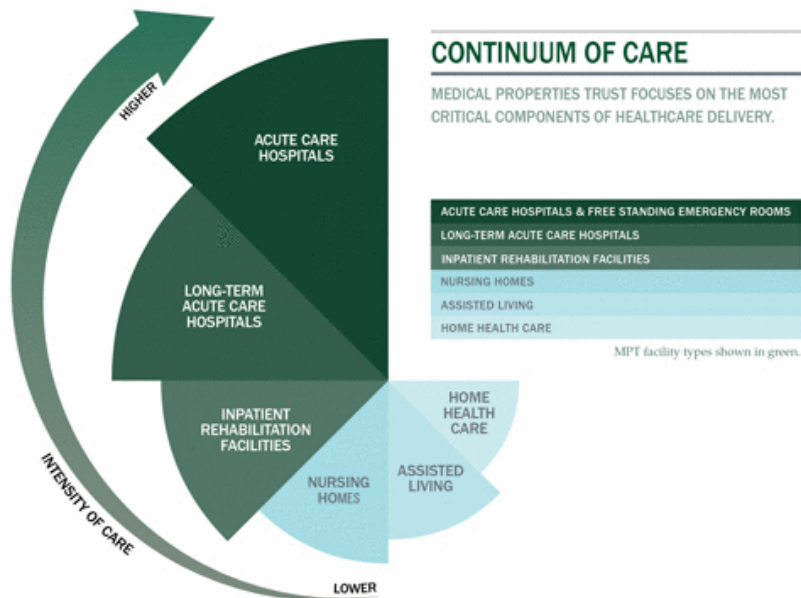 CONTINUUM OF CARE
MEDICAL PROPERTIES TRUST FOCUSES ON THE MOST
CRITICAL COMPONENTS OF HEALTHCARE DELIVERY.
HIGHER
ACUTE CARE
HOSPITALS
LONG-TERM
ACUTE CARE
HOSPITALS
INPATIENT
REHABILITATION
FACILITIES
NURSING
HOMES
ASSISTED
LIVING
HOME
HEALTH
CARE
INTENSITY OF CARE
LOWER
ACUTE CARE HOSPITALS & FREE STANDING EMERGENCY ROOMS
LONG-TERM ACUTE CARE HOSPITALS
INPATIENT REHABILITATION FACILITIES
NURSING HOMES
ASSISTED LIVING
HOME HEALTH CARE
MPT facility types shown in green.